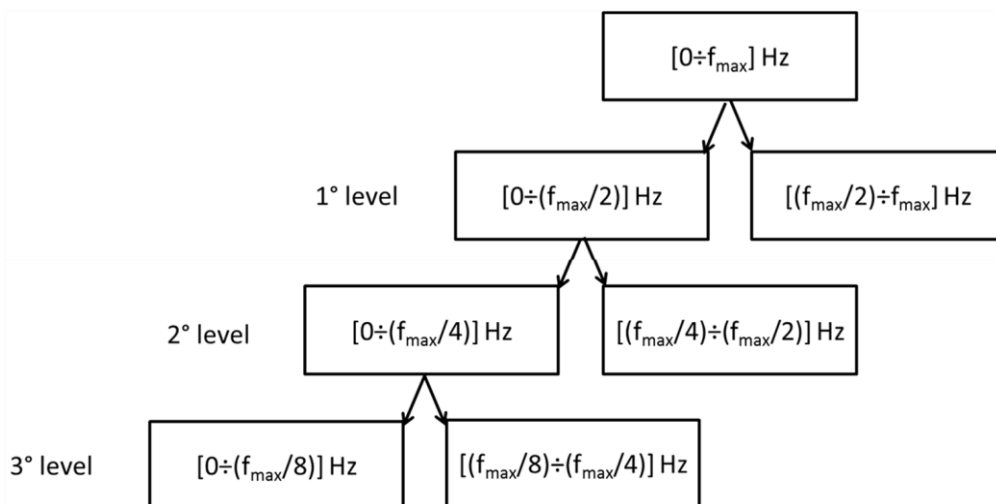 [0÷fmax] Hz
1° level [0÷(fmax/2)] Hz [(fmax/2)÷fmax] Hz
2° level [0÷(fmax/4)] Hz [(fmax/4)÷(fmax/2)] Hz
3° level [0÷(fmax/8)] Hz [(fmax/8)÷(fmax/4)] Hz